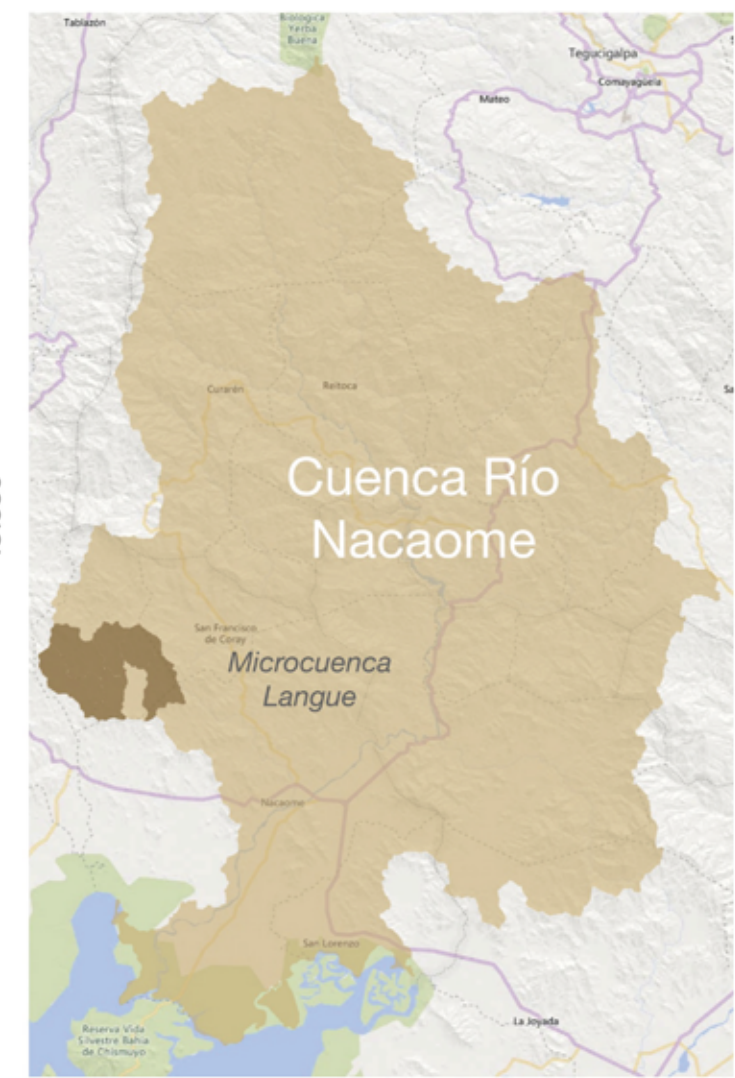 Tablazón
Biológica
Yerba
Buena
Tegucigalpa
Comayagüela
Mateo
Curarén
Reitoca
Cuenca Río
Nacaome
San Francisco
de Coray
Microcuenca
Langue
Nacaome
San Lorenzo
Reserva Vida
Silvestre Bahia
de Chismuyo
La Joyada